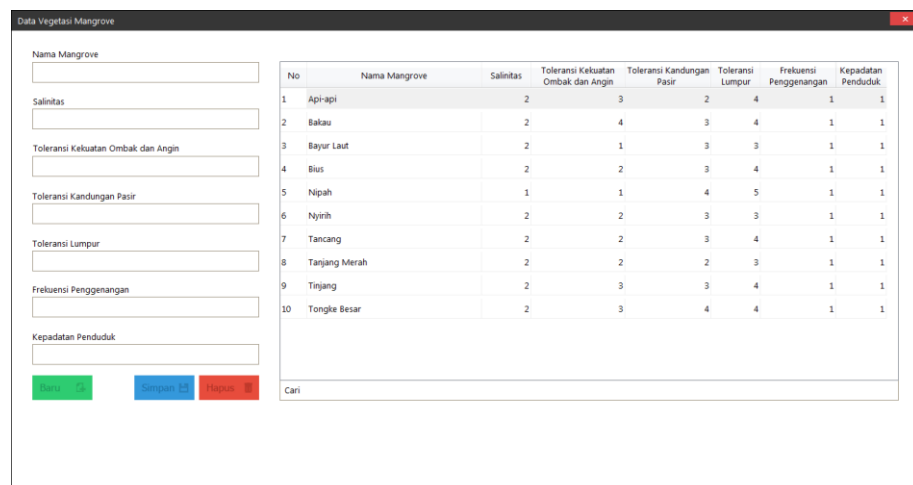 Data Vegetasi Mangrove
Nama Mangrove
Salinitas
Toleransi Kekuatan Ombak dan Angin
Toleransi Kandungan Pasir
Toleransi Lumpur
Frekuensi Penggenangan
Kepadatan Penduduk
Baru Simpan Hapus
No Nama Mangrove Salinitas Toleransi Kekuatan Ombak dan Angin Toleransi Kandungan Pasir Toleransi Lumpur Frekuensi Penggenangan Kepadatan Penduduk
1 Api-api 2 3 2 4 1 1
2 Bakau 2 4 3 4 1 1
3 Bayur Laut 2 1 3 3 1 1
4 Bius 2 2 3 4 1 1
5 Nipah 1 1 4 5 1 1
6 Nyirih 2 2 3 3 1 1
7 Tancang 2 2 3 4 1 1
8 Tanjang Merah 2 2 2 3 1 1
9 Tinjang 2 3 3 4 1 1
10 Tongke Besar 2 3 4 4 1 1
Cari